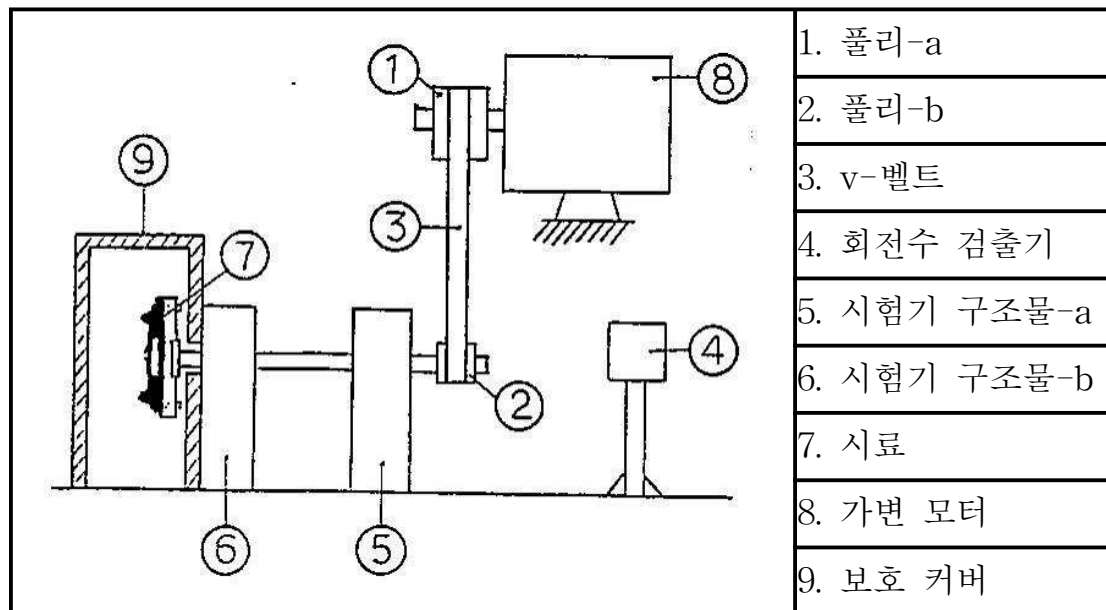 1
8
9
3
7
4
2
6
5
1. 풀리-a
2. 풀리-b
3. v-벨트
4. 회전수 검출기
5. 시험기 구조물-a
6. 시험기 구조물-b
7. 시료
8. 가변 모터
9. 보호 커버